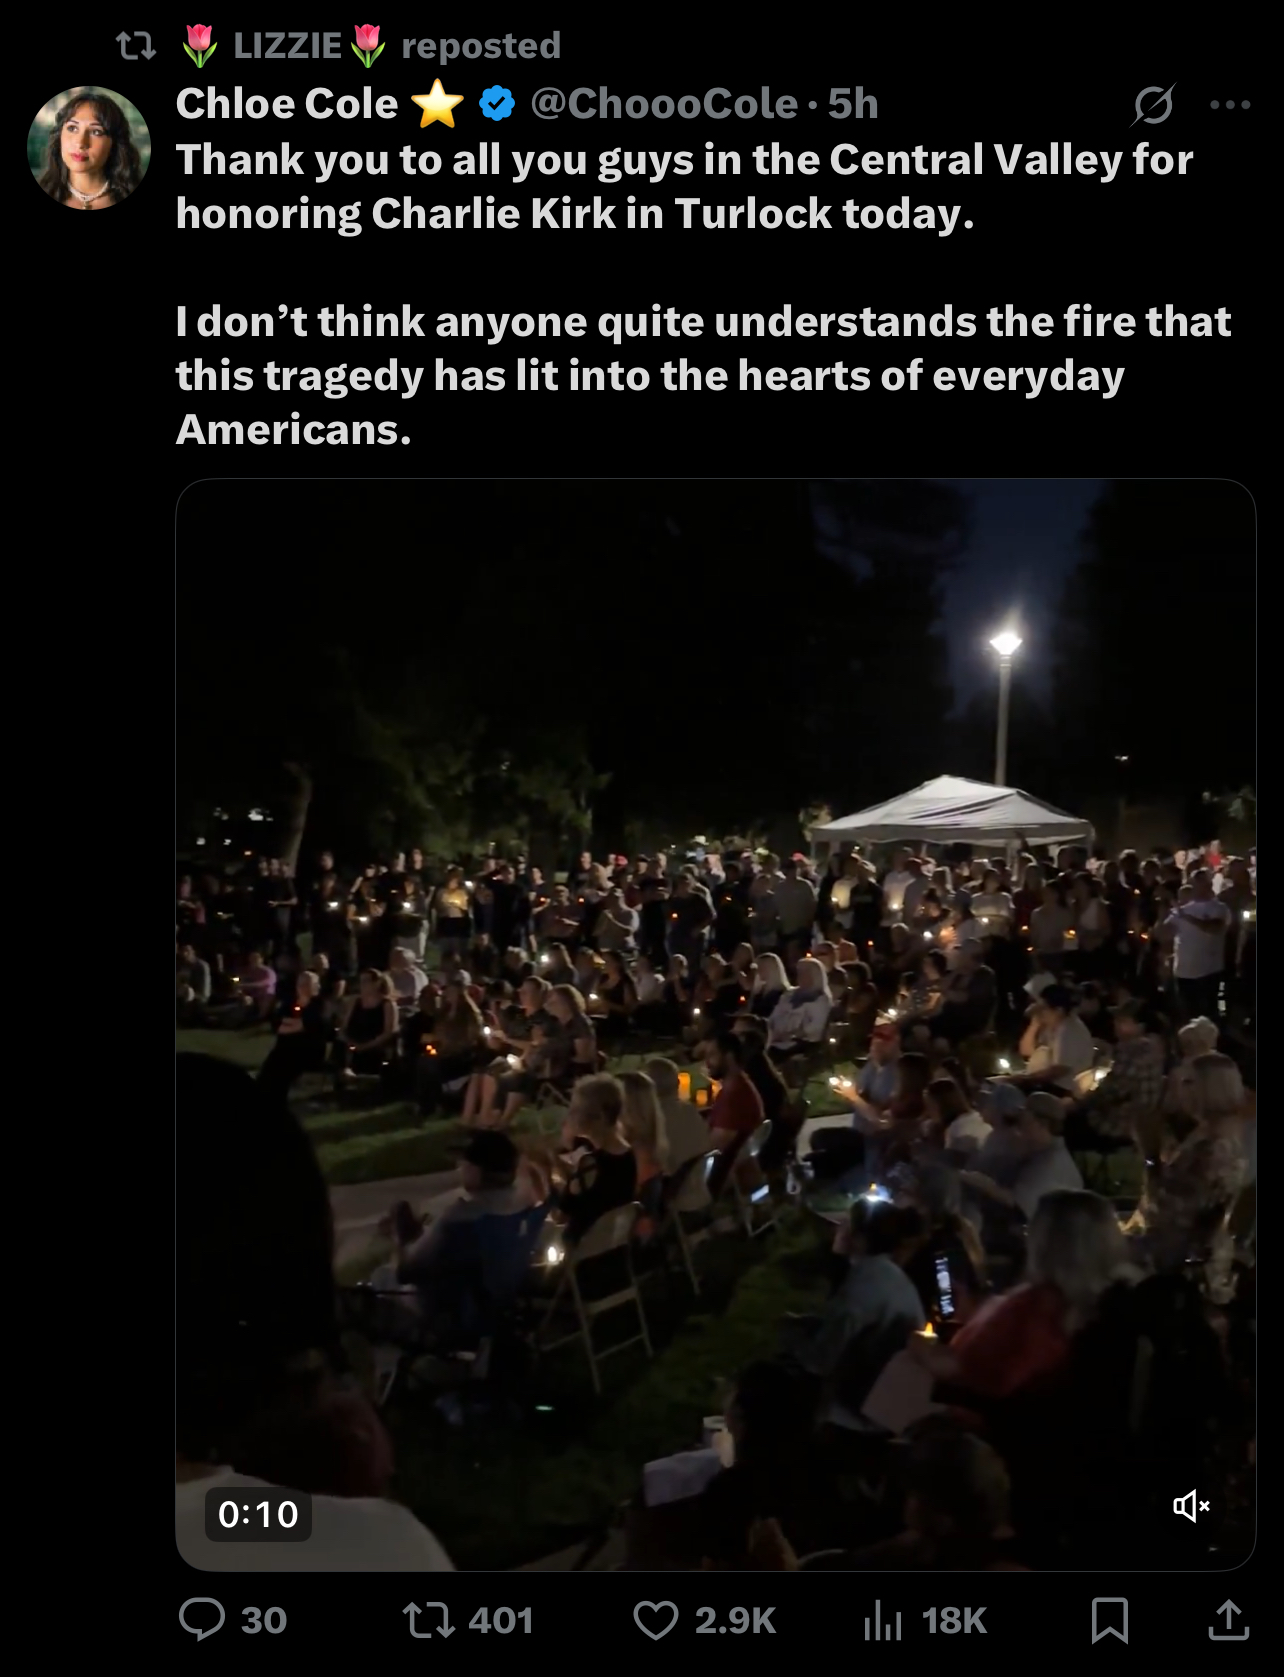 🌷 LIZZIE🌷 reposted
Chloe Cole ⭐ @ChoooCole · 5h
Thank you to all you guys in the Central Valley for
honoring Charlie Kirk in Turlock today.
I don’t think anyone quite understands the fire that
this tragedy has lit into the hearts of everyday
Americans.
0:10
30 401 2.9K 18K